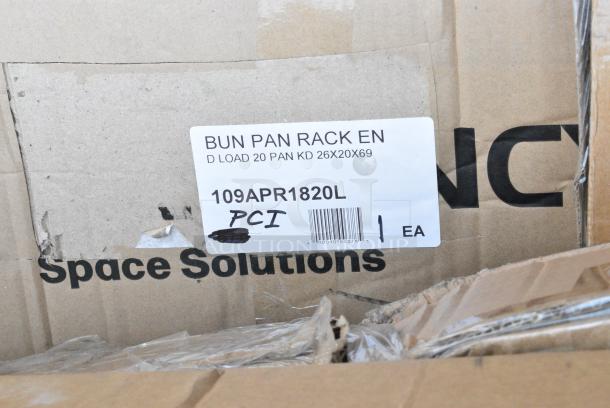 BUN PAN RACK EN
D LOAD 20 PAN KD 26X20X69
NCY
109APR1820L
PCI
1 EA
Space Solutions